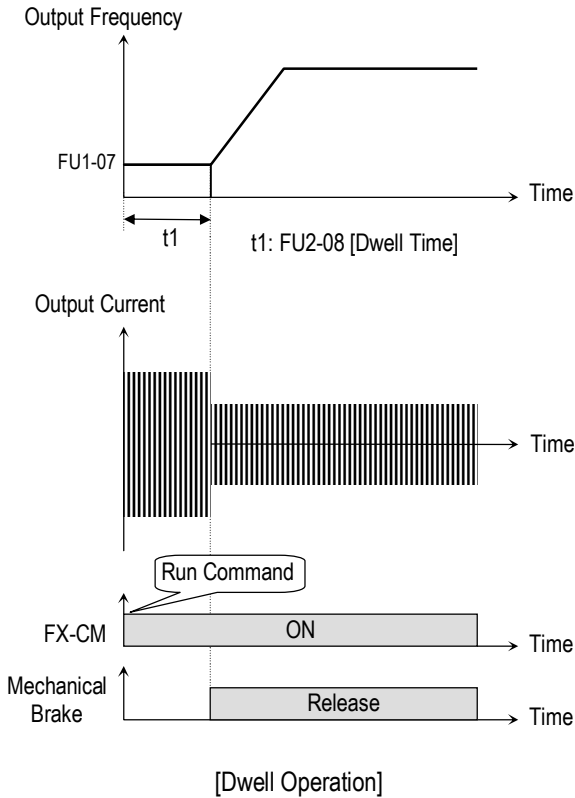 Output Frequency
FU1-07
Time
t1
t1: FU2-08 [Dwell Time]
Output Current
Time
Run Command
FX-CM
ON
Time
Mechanical
Brake
Release
Time
[Dwell Operation]